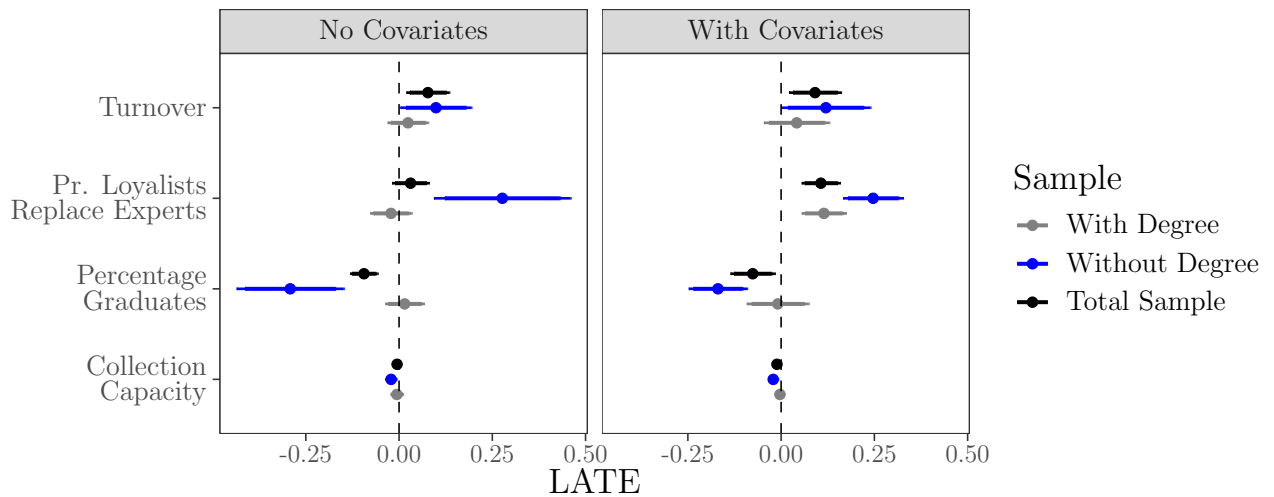 No Covariates
With Covariates
Turnover
Pr. Loyalists
Replace Experts
Percentage
Graduates
Collection
Capacity
-0.25 0.00 0.25 0.50
-0.25 0.00 0.25 0.50
LATE
Sample
With Degree
Without Degree
Total Sample